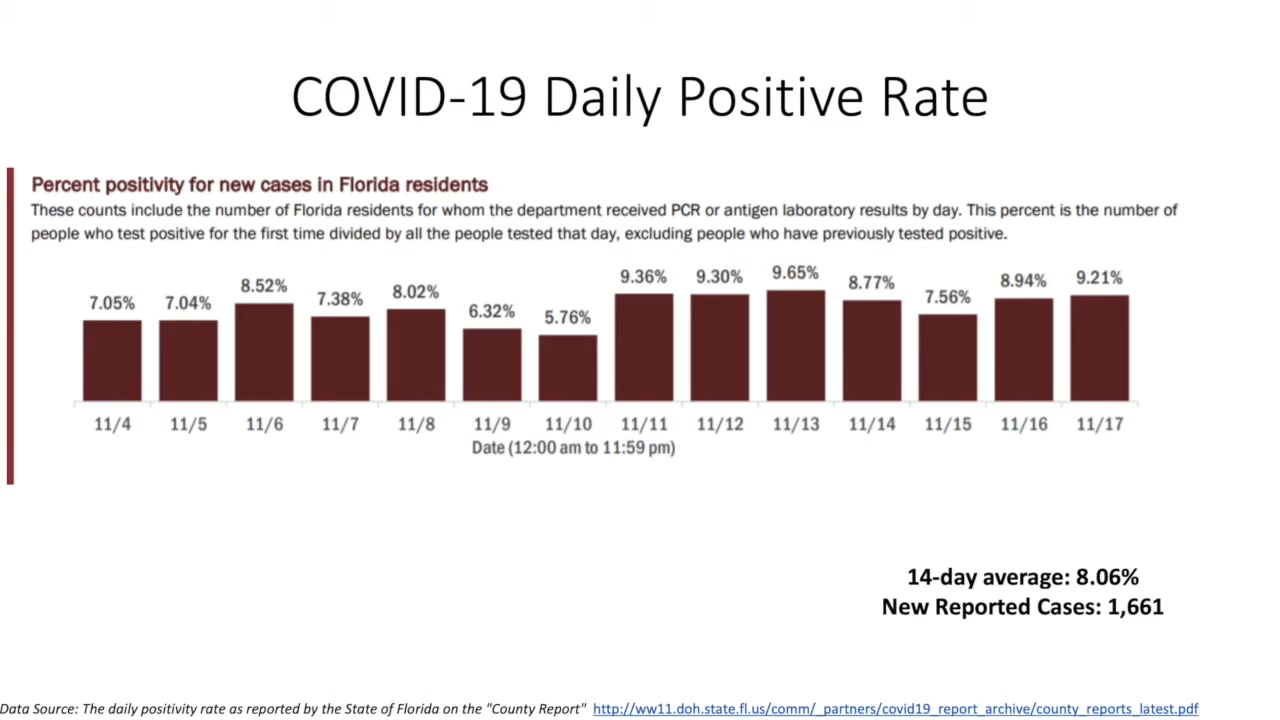 COVID-19 Daily Positive Rate
Percent positivity for new cases in Florida residents
These counts include the number of Florida residents for whom the department received PCR or antigen laboratory results by day. This percent is the number of
people who test positive for the first time divided by all the people tested that day, excluding people who have previously tested positive.
7.05% 7.04% 8.52% 7.38% 8.02% 6.32% 5.76% 9.36% 9.30% 9.65% 8.77% 7.56% 8.94% 9.21%
11/4 11/5 11/6 11/7 11/8 11/9 11/10 11/11 11/12 11/13 11/14 11/15 11/16 11/17
Date (12:00 am to 11:59 pm)
14-day average: 8.06%
New Reported Cases: 1,661
Data Source: The daily positivity rate as reported by the State of Florida on the "County Report" http://ww11.doh.state.fl.us/comm/_partners/covid19_report_archive/county_reports_latest.pdf